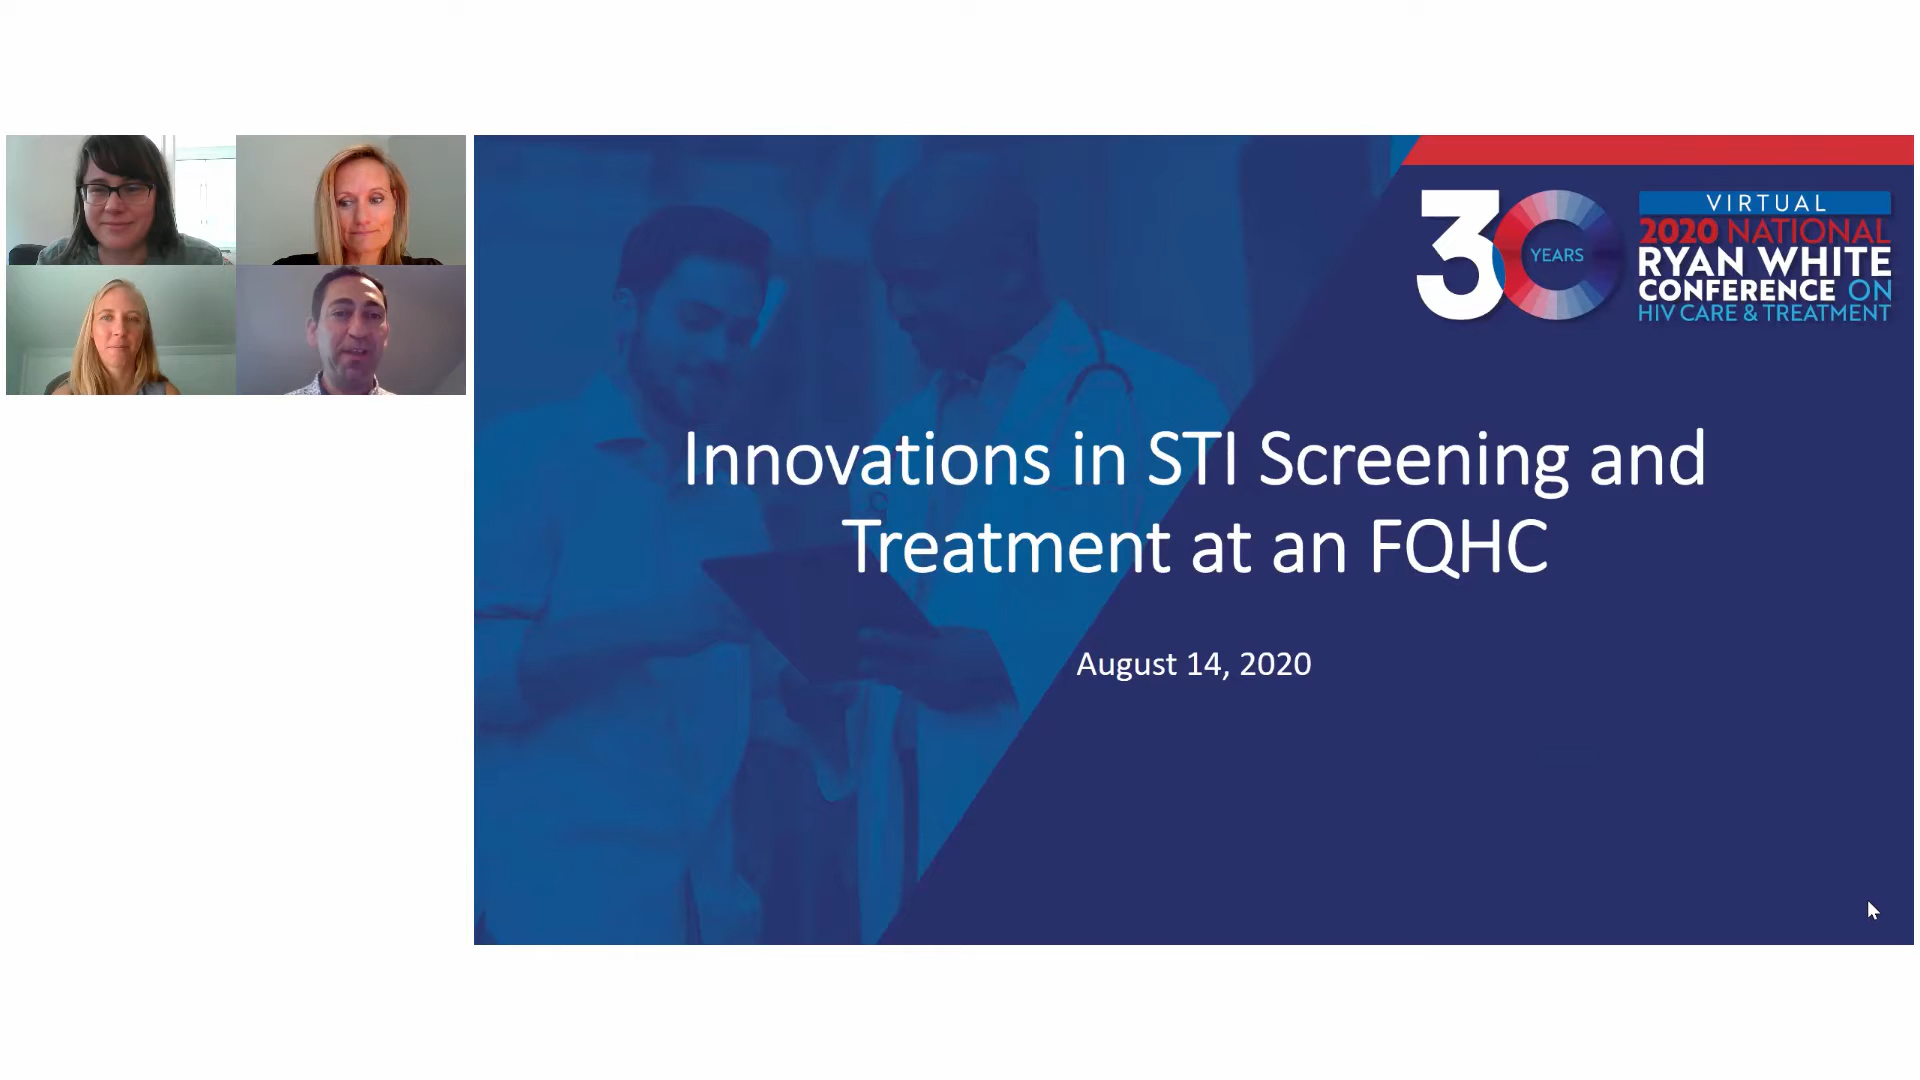 30 YEARS
VIRTUAL
2020 NATIONAL
RYAN WHITE
CONFERENCE ON
HIV CARE & TREATMENT
Innovations in STI Screening and
Treatment at an FQHC
August 14, 2020